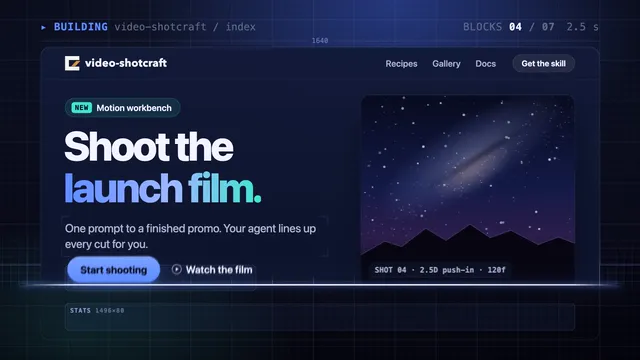 ▸ BUILDING video-shotcraft / index
BLOCKS 04 / 07 2.5 s
1640
video-shotcraft
Recipes Gallery Docs Get the skill
NEW Motion workbench
Shoot the
launch film.
One prompt to a finished promo. Your agent lines up
every cut for you.
Start shooting Watch the film
SHOT 04 · 2.5D push-in · 120f
STATS 1496×80